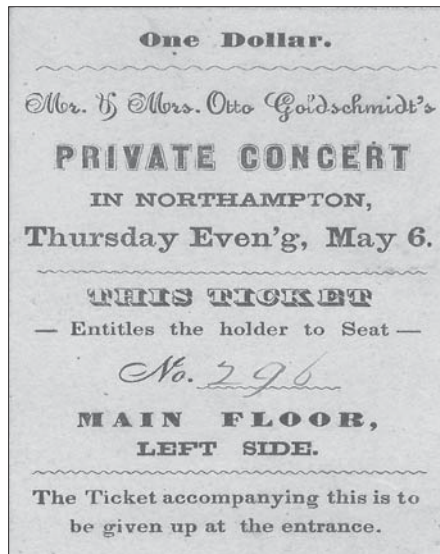 One Dollar.
Mr. & Mrs. Otto Goldschmidt's
PRIVATE CONCERT
IN NORTHAMPTON,
Thursday Even'g, May 6.
THIS TICKET
— Entitles the holder to Seat —
No. 296
MAIN FLOOR,
LEFT SIDE.
The Ticket accompanying this is to
be given up at the entrance.